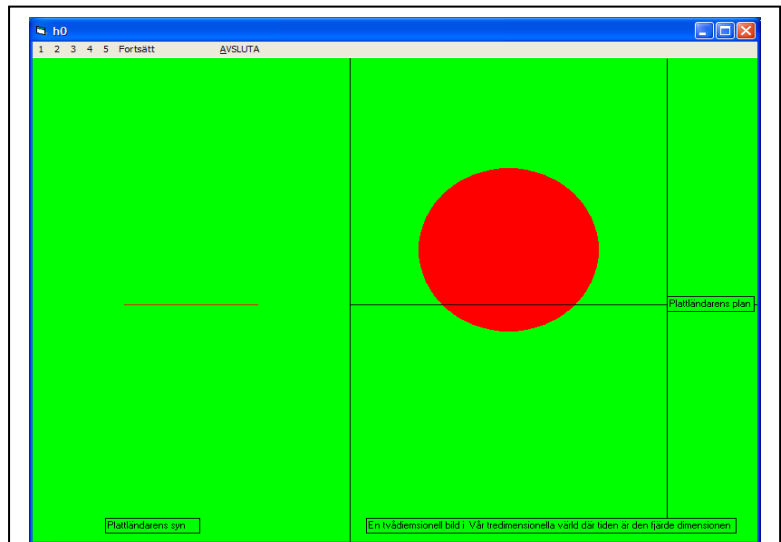 h0
1 2 3 4 5 Fortsätt AVSLUTA
Plattländarens plan
Plattländarens syn
En tvådiemsionell bild i Vår tredimensionella värld där tiden är den fjärde dimensionen